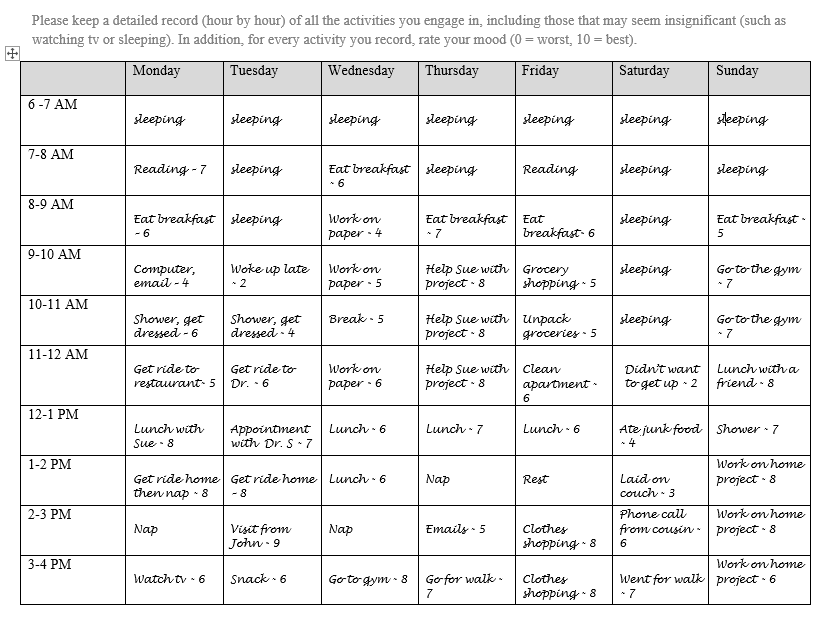 Please keep a detailed record (hour by hour) of all the activities you engage in, including those that may seem insignificant (such as
watching tv or sleeping). In addition, for every activity you record, rate your mood (0 = worst, 10 = best).
Monday Tuesday Wednesday Thursday Friday Saturday Sunday
6 -7 AM
sleeping sleeping sleeping sleeping sleeping sleeping sleeping
7-8 AM
Reading - 7 sleeping Eat breakfast sleeping Reading sleeping sleeping
- 6
8-9 AM
Eat breakfast sleeping Work on Eat breakfast Eat sleeping Eat breakfast -
- 6 paper - 4 - 7 breakfast- 6 5
9-10 AM
Computer, Woke up late Work on Help Sue with Grocery sleeping Go to the gym
email - 4 - 2 paper - 5 project - 8 shopping - 5 - 7
10-11 AM
Shower, get Shower, get Break - 5 Help Sue with Unpack sleeping Go to the gym
dressed - 6 dressed - 4 project - 8 groceries - 5 - 7
11-12 AM
Get ride to Get ride to Work on Help Sue with Clean Didn't want Lunch with a
restaurant- 5 Dr. - 6 paper - 6 project - 8 apartment - to get up - 2 friend - 8
6
12-1 PM
Lunch with Appointment Lunch - 6 Lunch - 7 Lunch - 6 Ate junk food Shower - 7
Sue - 8 with Dr. S - 7 - 4
1-2 PM Work on home
Get ride home Get ride home Lunch - 6 Nap Rest Laid on project - 8
then nap - 8 - 8 couch - 3
2-3 PM Phone call Work on home
Nap Visit from Nap Emails - 5 Clothes from cousin - project - 8
John - 9 shopping - 8 6
3-4 PM Work on home
Watch tv - 6 Snack - 6 Go to gym - 8 Go for walk - Clothes Went for walk project - 6
7 shopping - 8 - 7